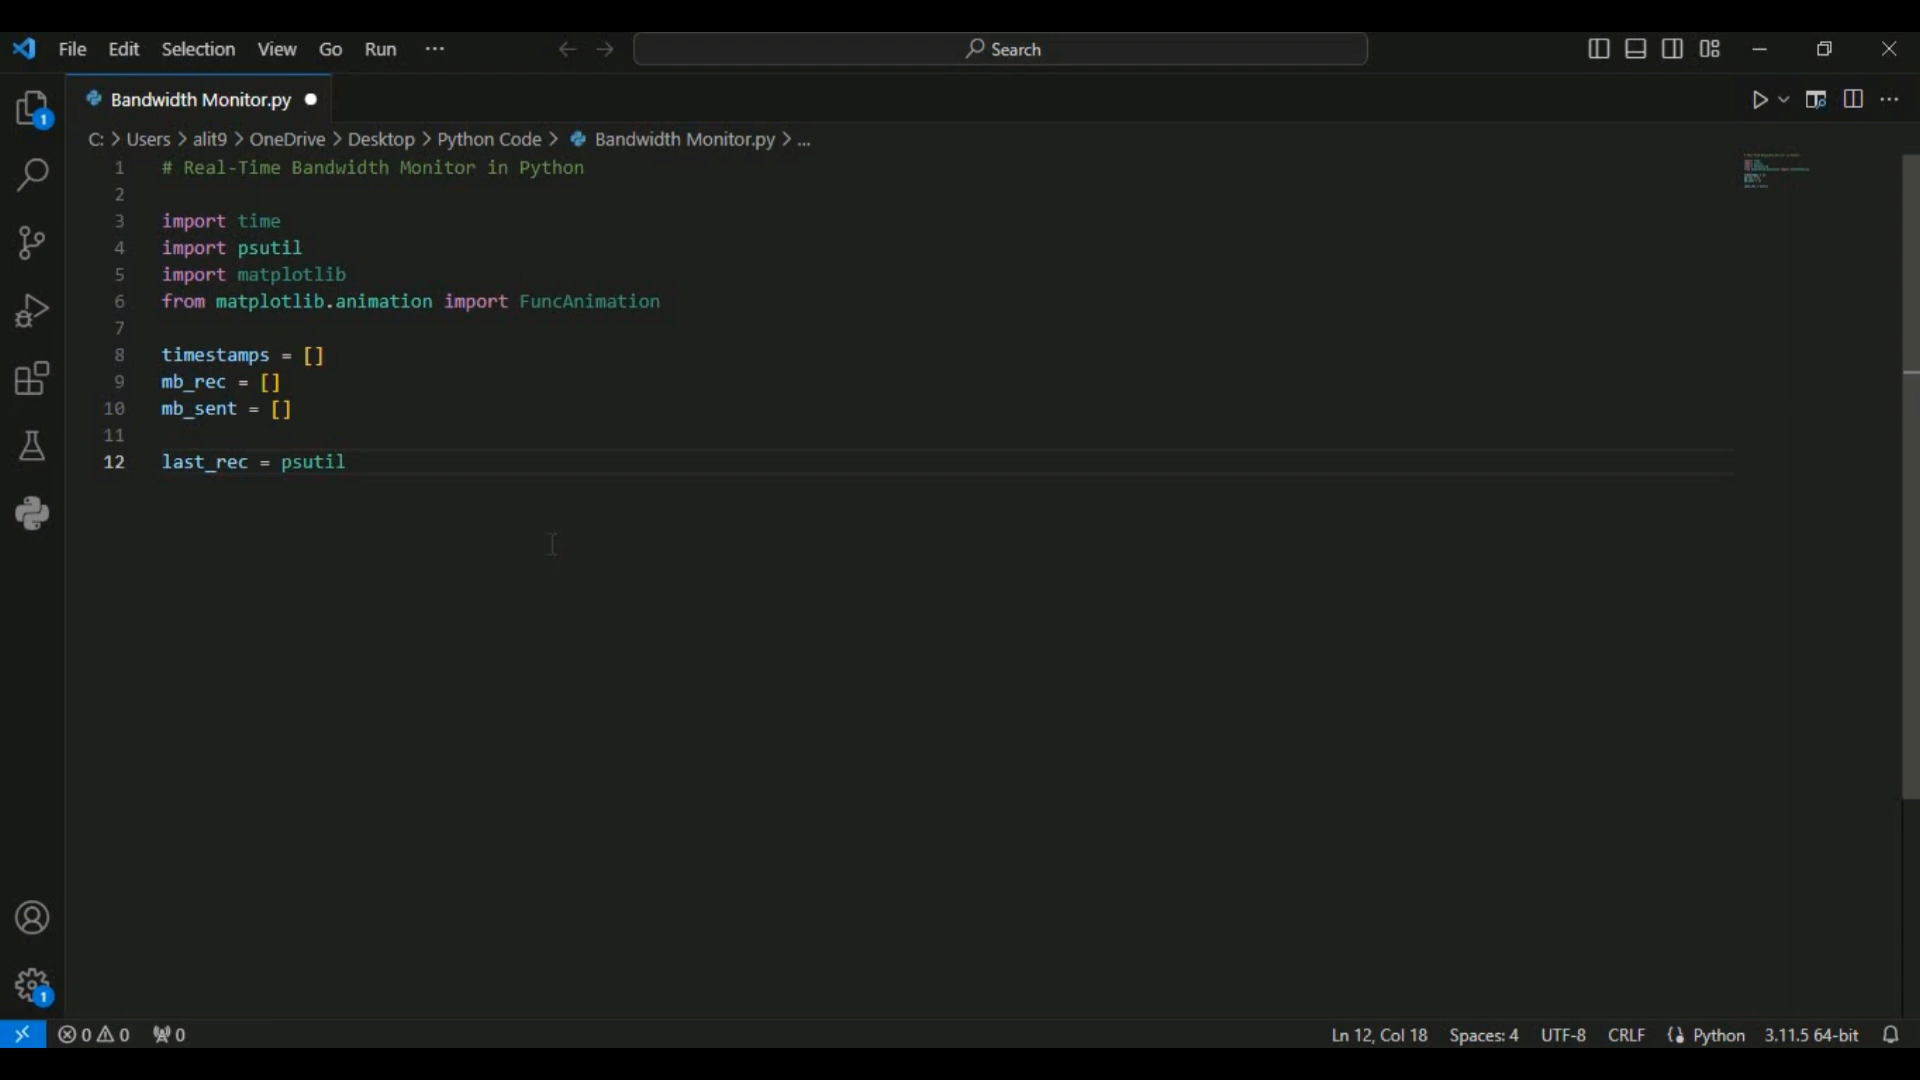 File Edit Selection View Go Run ... Search
Bandwidth Monitor.py
C: > Users > alit9 > OneDrive > Desktop > Python Code > Bandwidth Monitor.py > ...
1 # Real-Time Bandwidth Monitor in Python
2
3 import time
4 import psutil
5 import matplotlib
6 from matplotlib.animation import FuncAnimation
7
8 timestamps = []
9 mb_rec = []
10 mb_sent = []
11
12 last_rec = psutil
1
1
0 0 0 Ln 12, Col 18 Spaces: 4 UTF-8 CRLF Python 3.11.5 64-bit